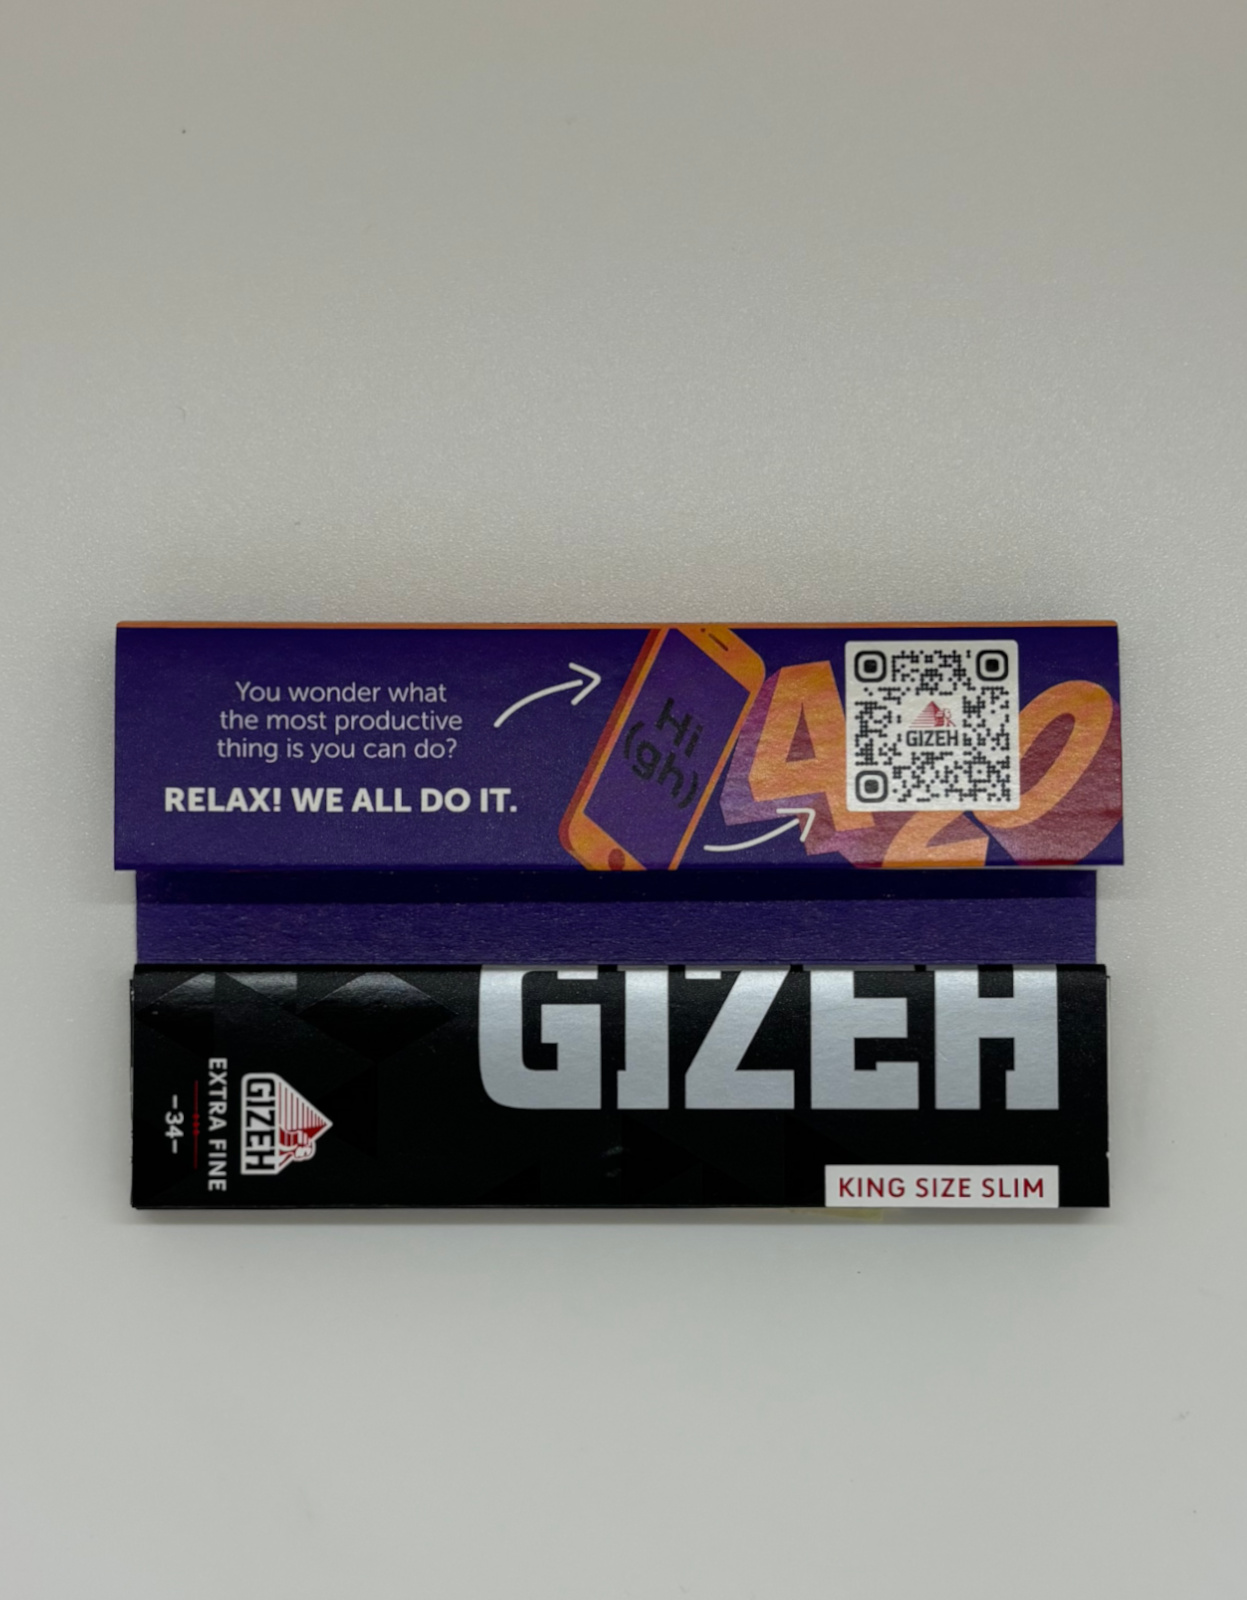 You wonder what
the most productive
thing is you can do?
RELAX! WE ALL DO IT.
Hi
(gh)
420
GIZEH
GIZEH
KING SIZE SLIM
GIZEH
EXTRA FINE
-34-